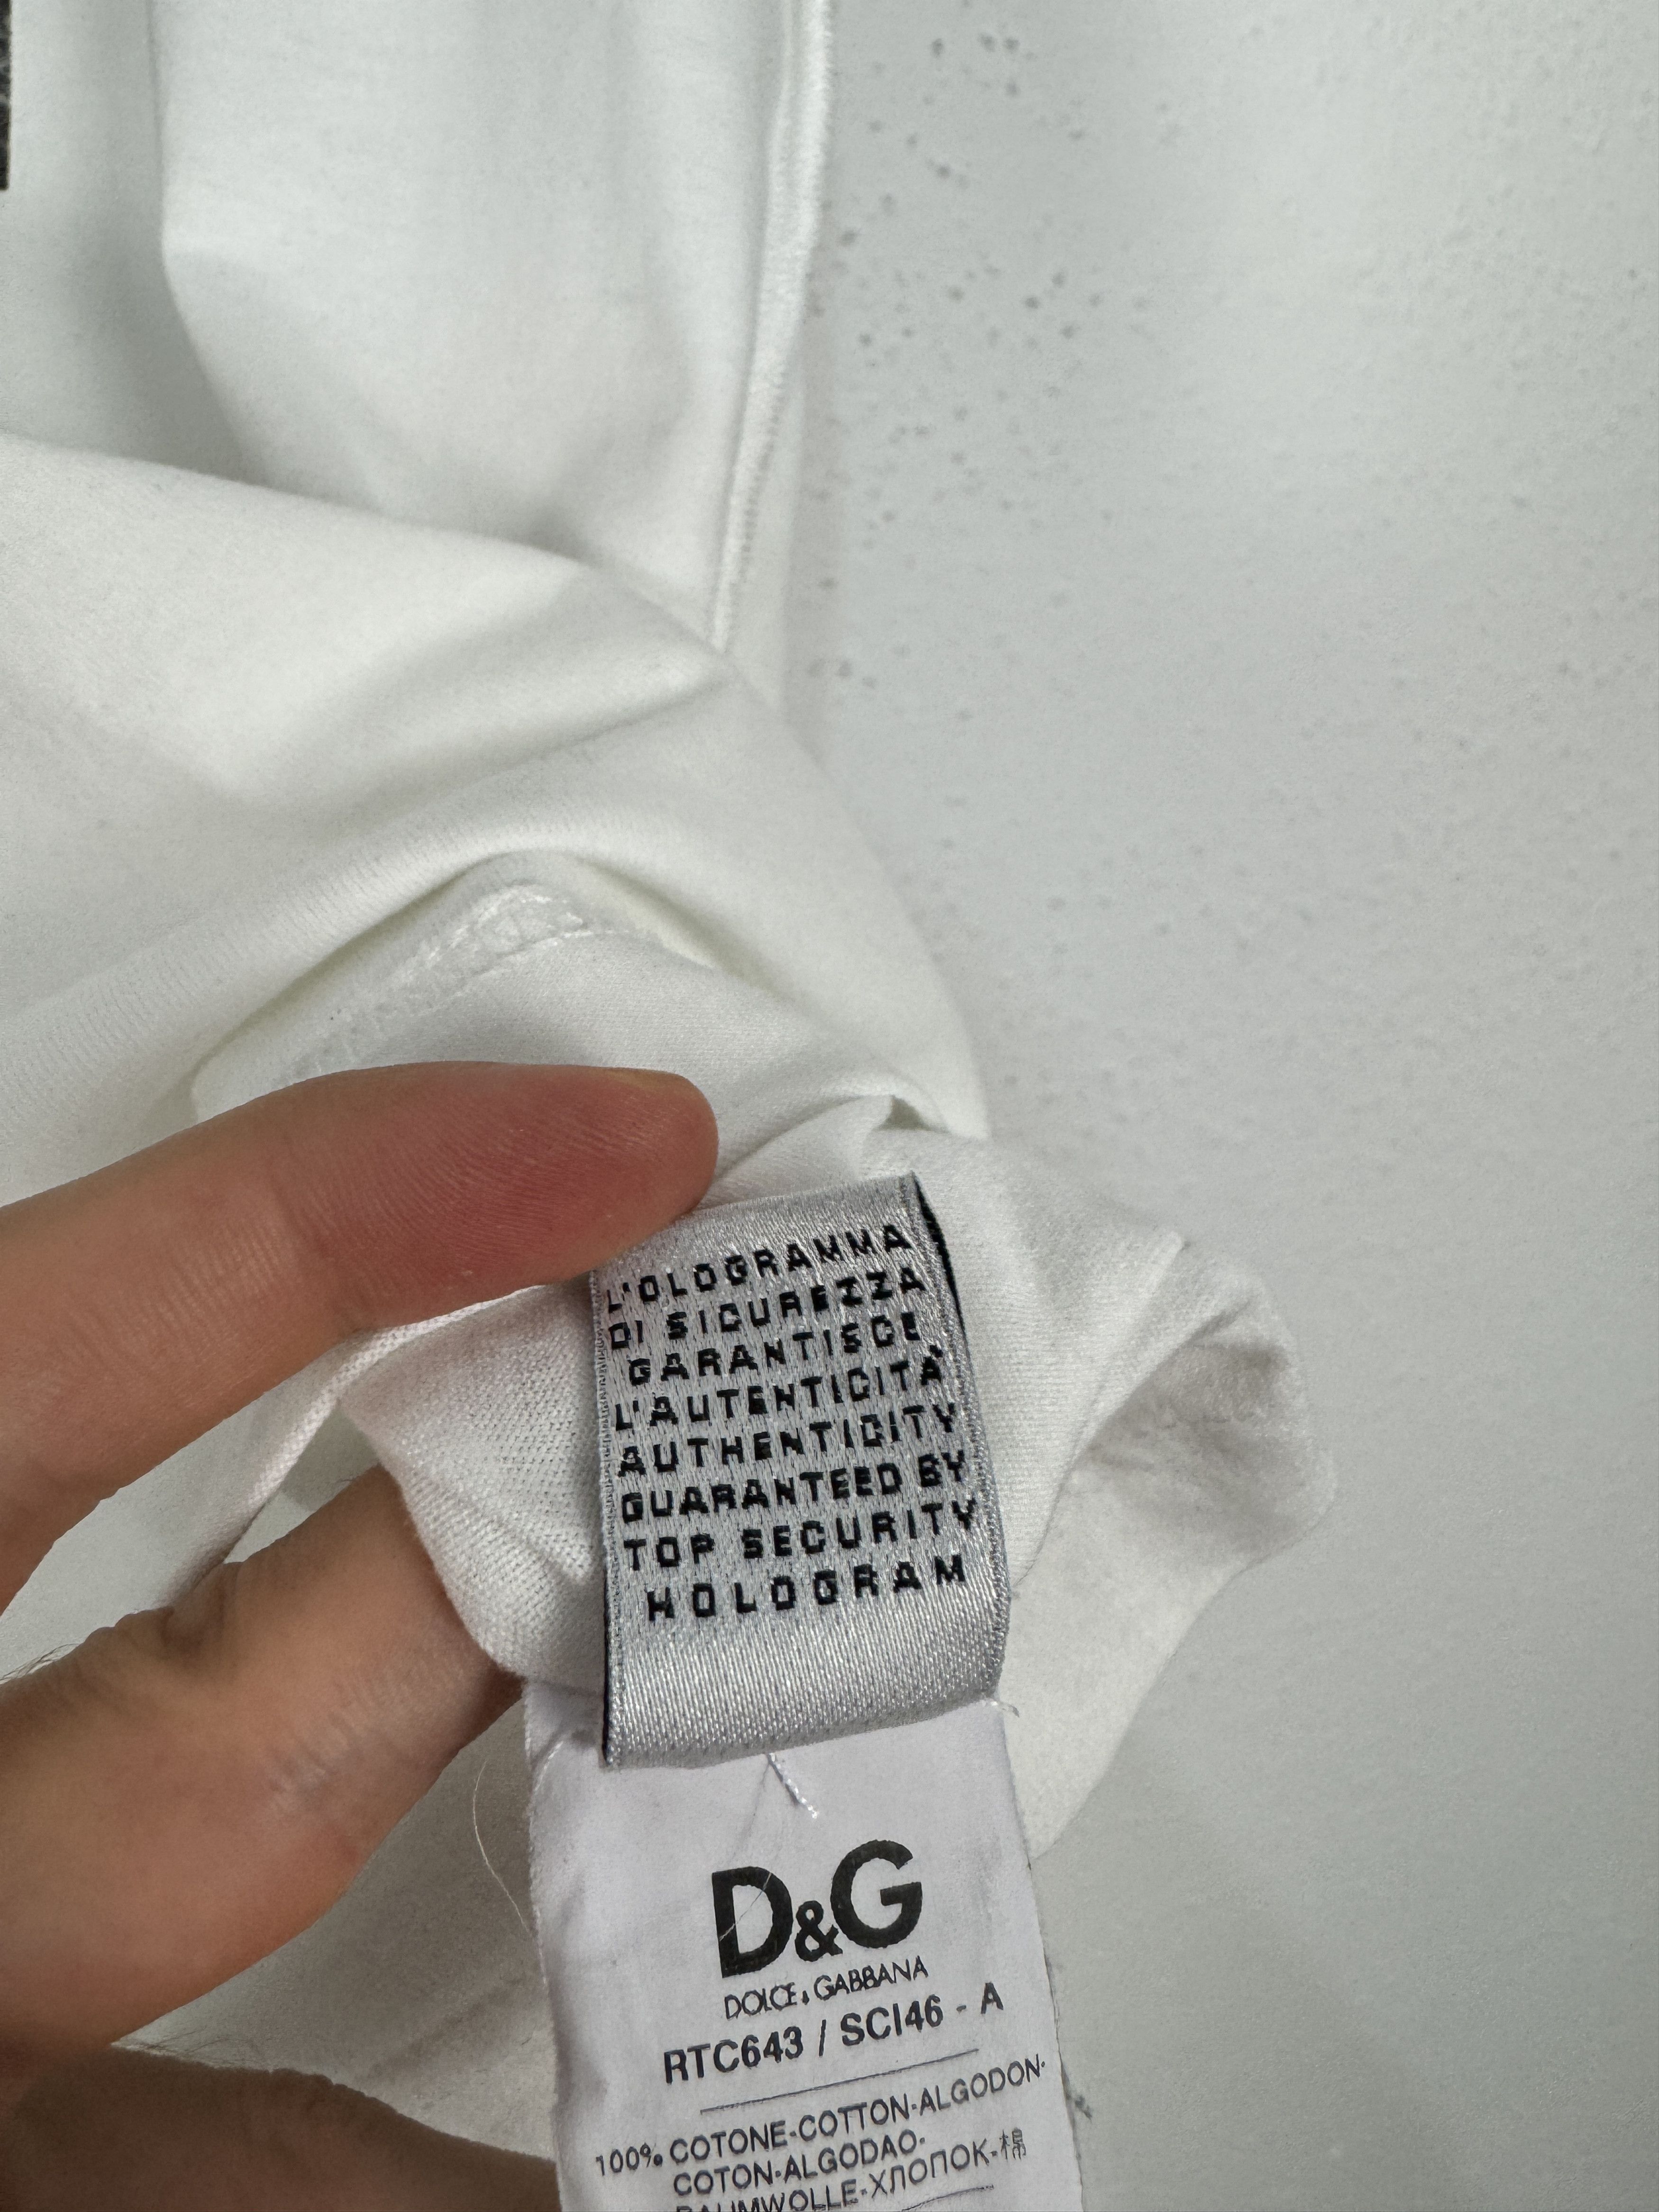 L'OLOGRAMMA
DI SICUREZZA
GARANTISCE
L'AUTENTICITÀ
AUTHENTICITY
GUARANTEED BY
TOP SECURITY
HOLOGRAM
D&G
DOLCE & GABBANA
RTC643 / SCI46 - A
100% COTONE-COTTON-ALGODON-
COTON-ALGODAO-
BAUMWOLLE-ХЛОПОК-棉